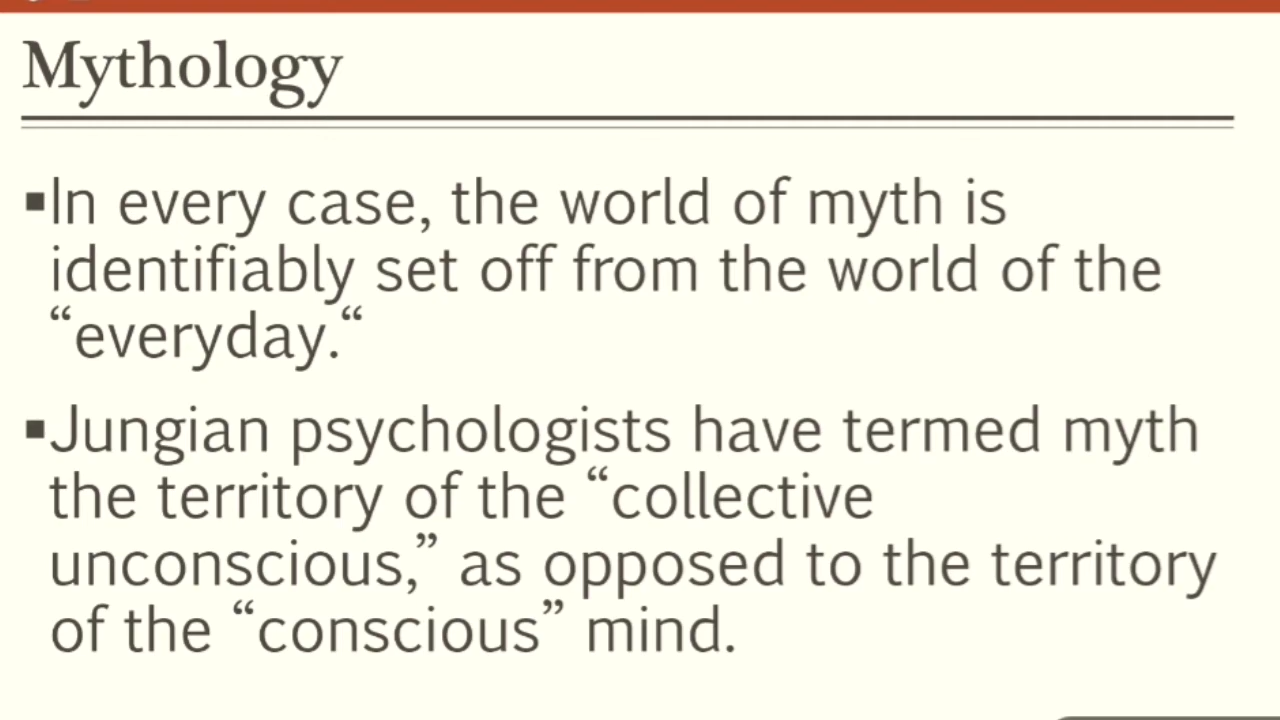 Mythology
▪In every case, the world of myth is
identifiably set off from the world of the
“everyday.“
▪Jungian psychologists have termed myth
the territory of the “collective
unconscious,” as opposed to the territory
of the “conscious” mind.